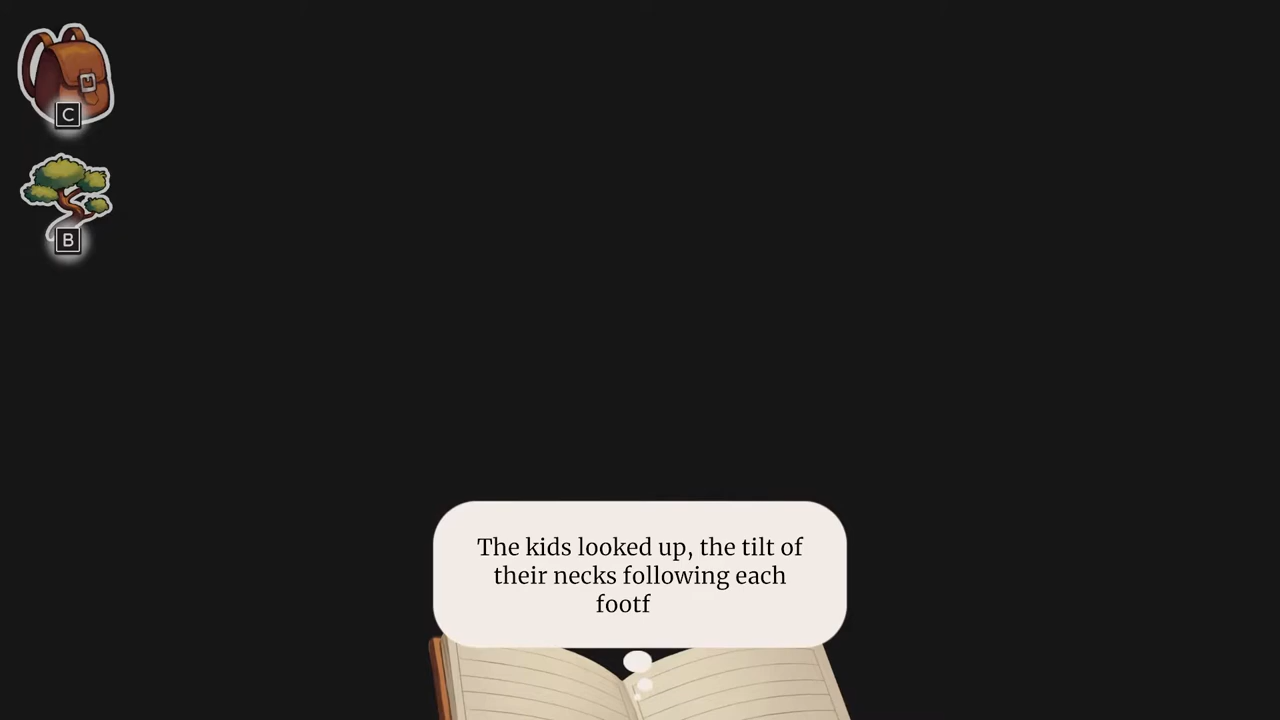 C
B
The kids looked up, the tilt of
their necks following each
footf